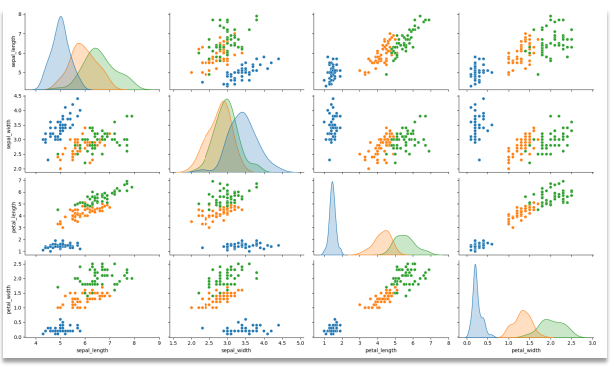 8
7
6
5
sepal_length
4.5
4.0
3.5
3.0
2.5
2.0
sepal_width
7
6
5
4
3
2
1
petal_length
2.5
2.0
1.5
1.0
0.5
0.0
petal_width
4 5 6 7 8 9
sepal_length
1.5 2.0 2.5 3.0 3.5 4.0 4.5 5.0
sepal_width
1 2 3 4 5 6 7 8
petal_length
0.0 0.5 1.0 1.5 2.0 2.5 3.0
petal_width